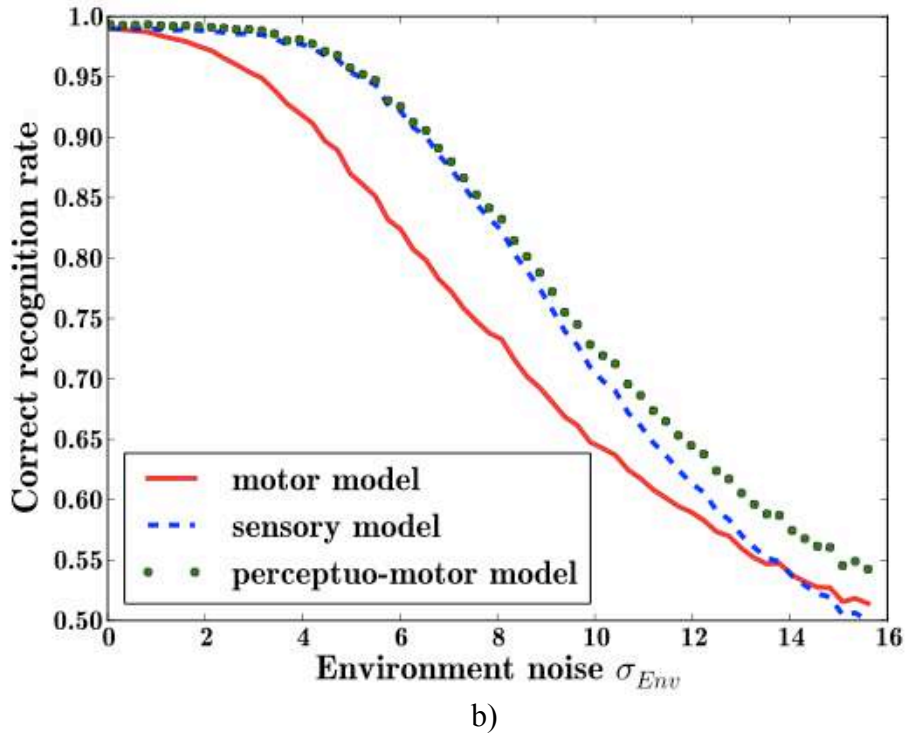 1.0
0.95
0.90
0.85
0.80
0.75
0.70
0.65
0.60
0.55
0.50
Correct recognition rate
motor model
sensory model
perceptuo-motor model
0 2 4 6 8 10 12 14 16
Environment noise σ_Env
b)